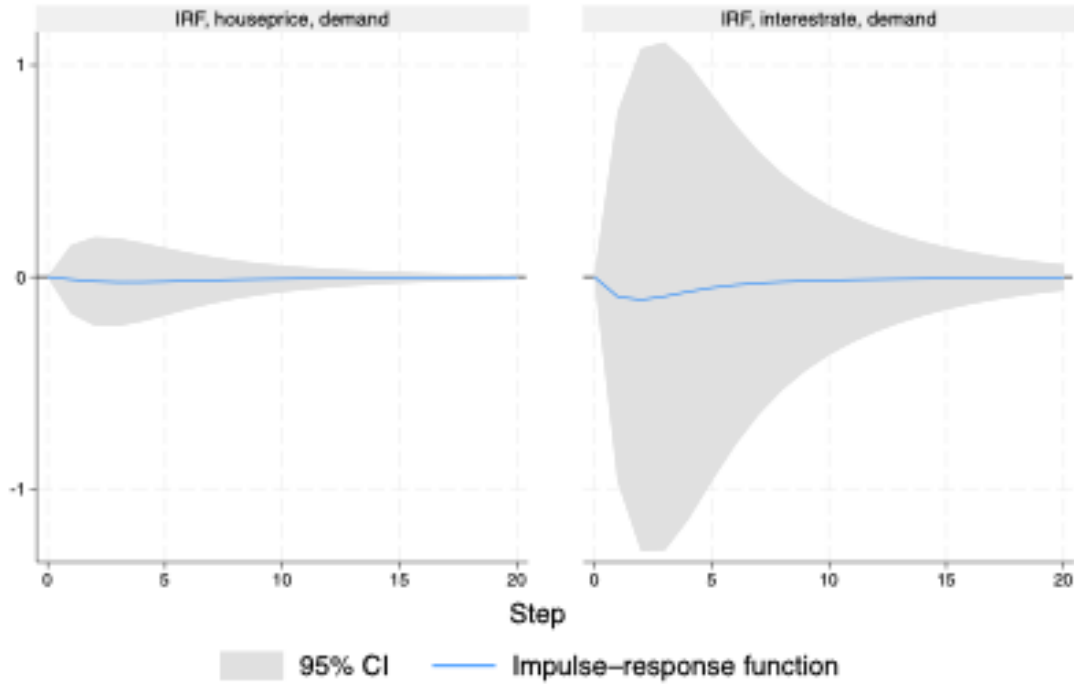 IRF, houseprice, demand
IRF, interestrate, demand
1
0
-1
0 5 10 15 20
0 5 10 15 20
Step
95% CI
Impulse–response function